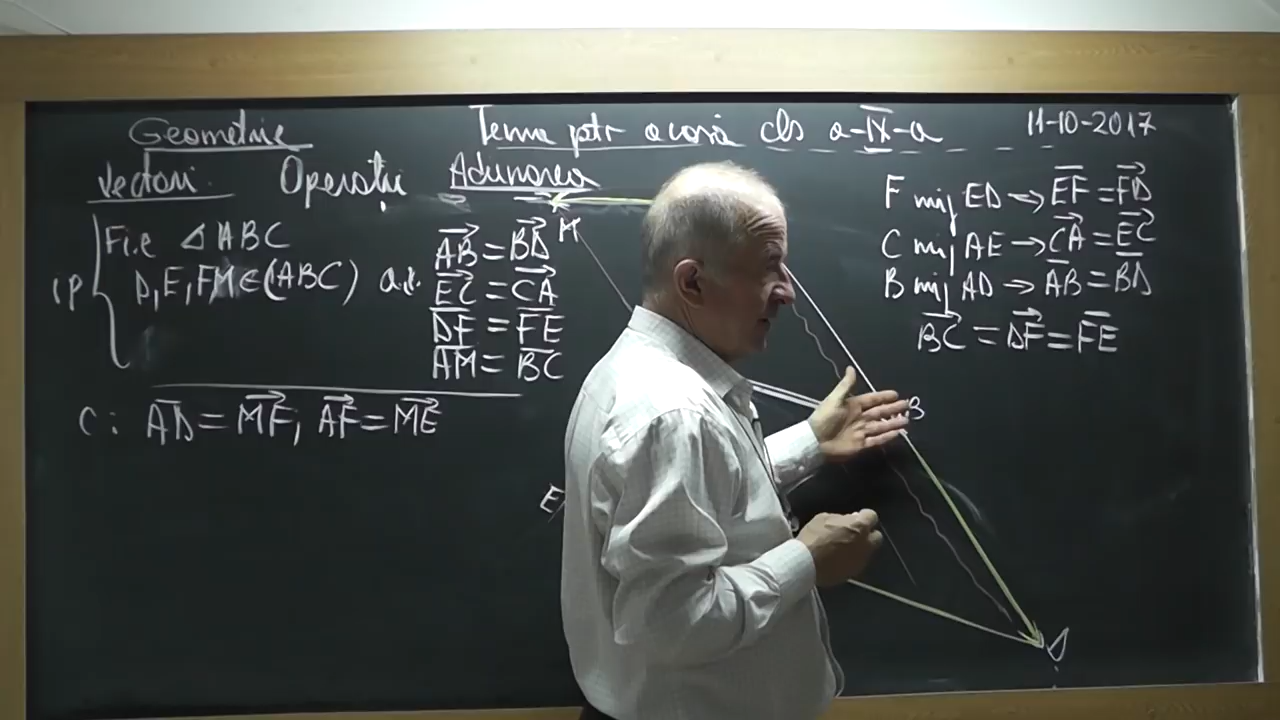 Geometrie
Tema ptr acasă cls a-IX-a
11-10-2017
Vectori. Operații Adunarea
ip { Fie △ABC
D, E, F M ∈ (ABC) a.î.
AB = BD
EC = CA
DF = FE
AM = BC
C: AD = MF; AF = ME
F mij ED → EF = FD
C mij AE → CA = EC
B mij AD → AB = BD
BC = DF = FE
M
B
E
D